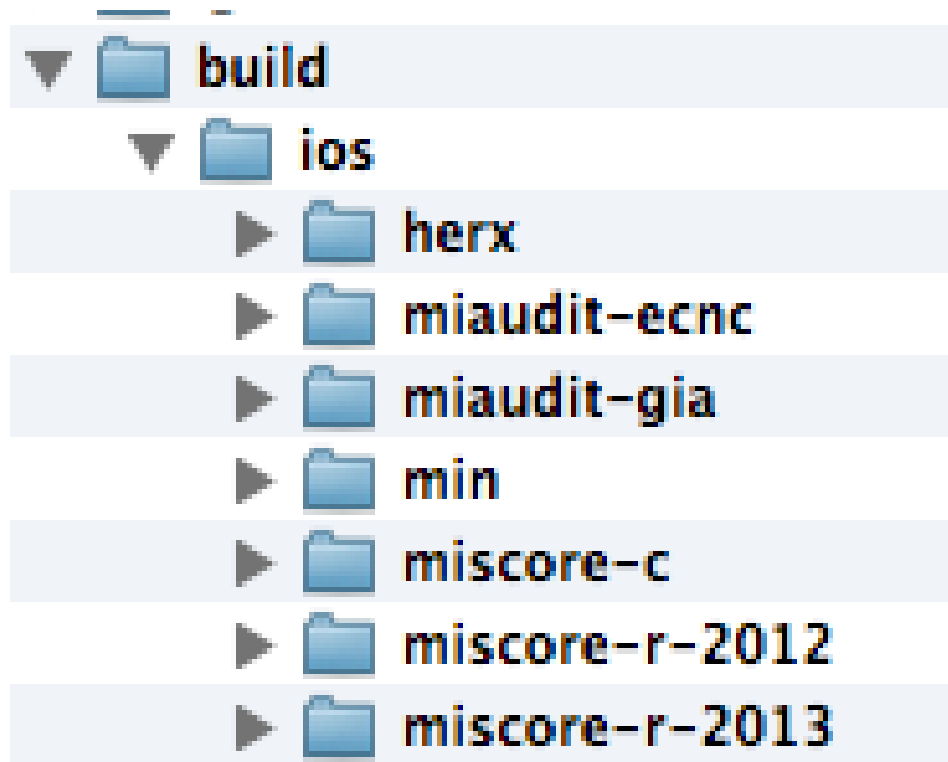 build
ios
herx
miaudit-ecnc
miaudit-gia
min
miscore-c
miscore-r-2012
miscore-r-2013